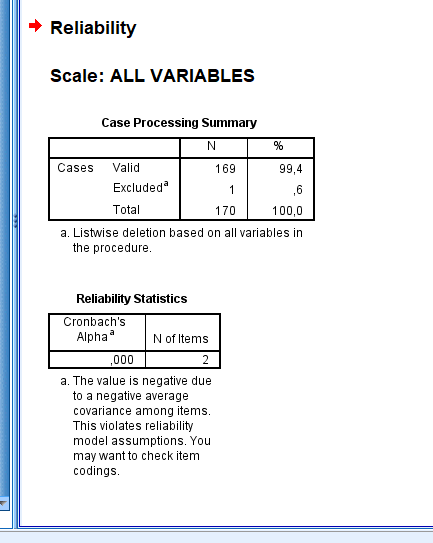 Reliability
Scale: ALL VARIABLES
Case Processing Summary
N %
Cases Valid 169 99,4
Excludedª 1 ,6
Total 170 100,0
a. Listwise deletion based on all variables in
the procedure.
Reliability Statistics
Cronbach's
Alphaª N of Items
,000 2
a. The value is negative due
to a negative average
covariance among items.
This violates reliability
model assumptions. You
may want to check item
codings.